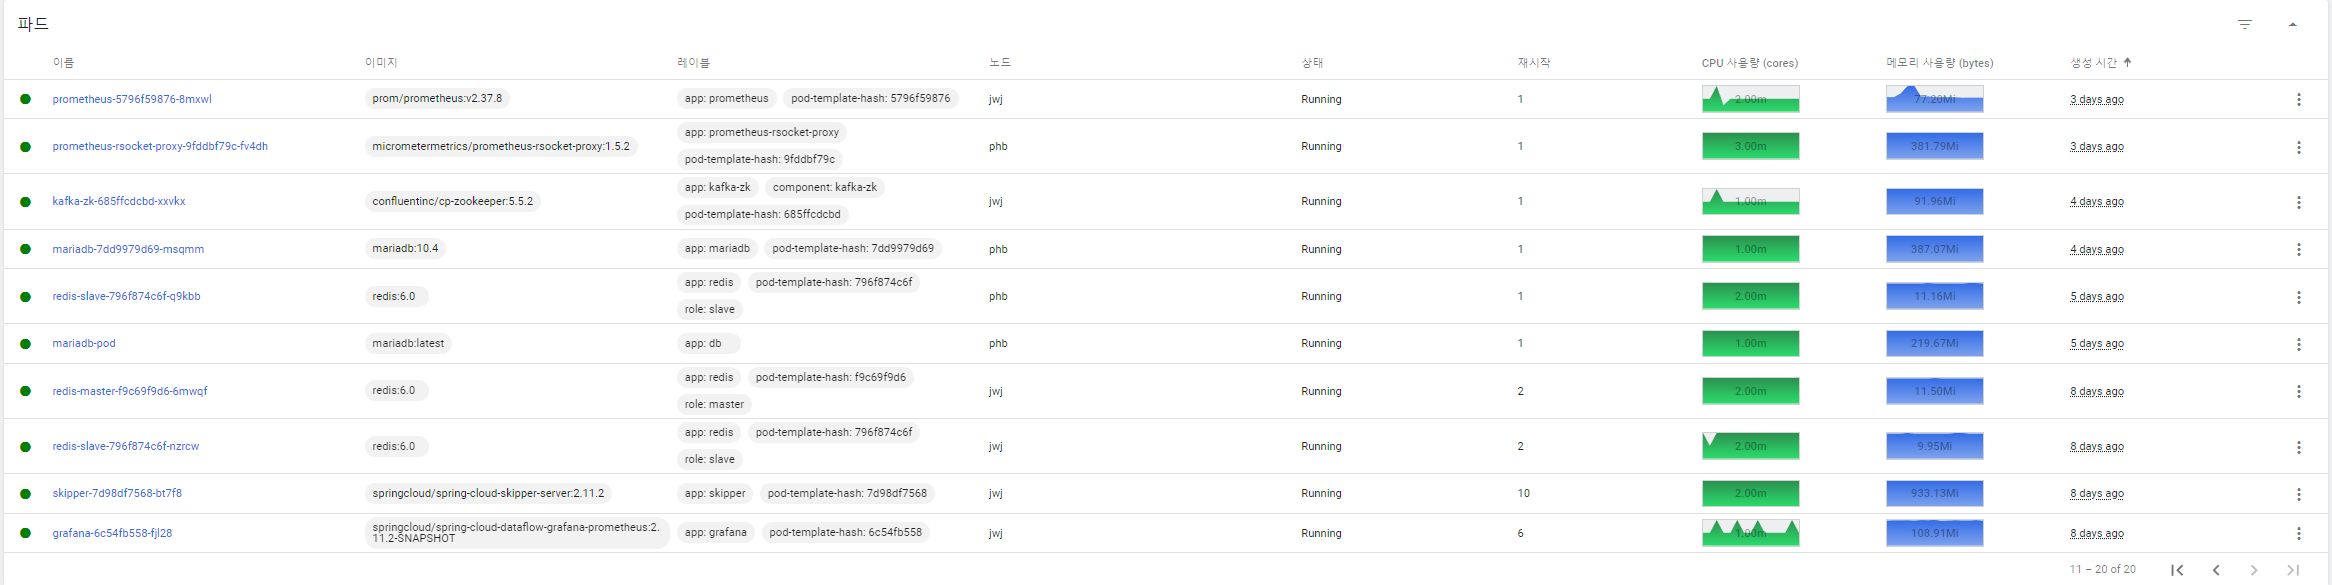 파드
이름 이미지 레이블 노드 상태 재시작 CPU 사용량 (cores) 메모리 사용량 (bytes) 생성 시간
prometheus-5796f59876-8mxwl prom/prometheus:v2.37.8 app: prometheus pod-template-hash: 5796f59876 jwj Running 1 2.00m 77.20Mi 3 days ago
prometheus-rsocket-proxy-9fddbf79c-fv4dh micrometermetrics/prometheus-rsocket-proxy:1.5.2 app: prometheus-rsocket-proxy phb Running 1 3.00m 381.79Mi 3 days ago
pod-template-hash: 9fddbf79c
kafka-zk-685ffcdcbd-xxvkx confluentinc/cp-zookeeper:5.5.2 app: kafka-zk component: kafka-zk jwj Running 1 1.00m 91.96Mi 4 days ago
pod-template-hash: 685ffcdcbd
mariadb-7dd9979d69-msqmm mariadb:10.4 app: mariadb pod-template-hash: 7dd9979d69 phb Running 1 1.00m 387.07Mi 4 days ago
redis-slave-796f874c6f-q9kbb redis:6.0 app: redis pod-template-hash: 796f874c6f phb Running 1 2.00m 11.16Mi 5 days ago
role: slave
mariadb-pod mariadb:latest app: db phb Running 1 1.00m 219.67Mi 5 days ago
redis-master-f9c69f9d6-6mwqf redis:6.0 app: redis pod-template-hash: f9c69f9d6 jwj Running 2 2.00m 11.50Mi 8 days ago
role: master
redis-slave-796f874c6f-nzrcw redis:6.0 app: redis pod-template-hash: 796f874c6f jwj Running 2 2.00m 9.95Mi 8 days ago
role: slave
skipper-7d98df7568-bt7f8 springcloud/spring-cloud-skipper-server:2.11.2 app: skipper pod-template-hash: 7d98df7568 jwj Running 10 2.00m 933.13Mi 8 days ago
grafana-6c54fb558-fjl28 springcloud/spring-cloud-dataflow-grafana-prometheus:2. app: grafana pod-template-hash: 6c54fb558 jwj Running 6 1.00m 108.91Mi 8 days ago
11.2-SNAPSHOT
11 – 20 of 20